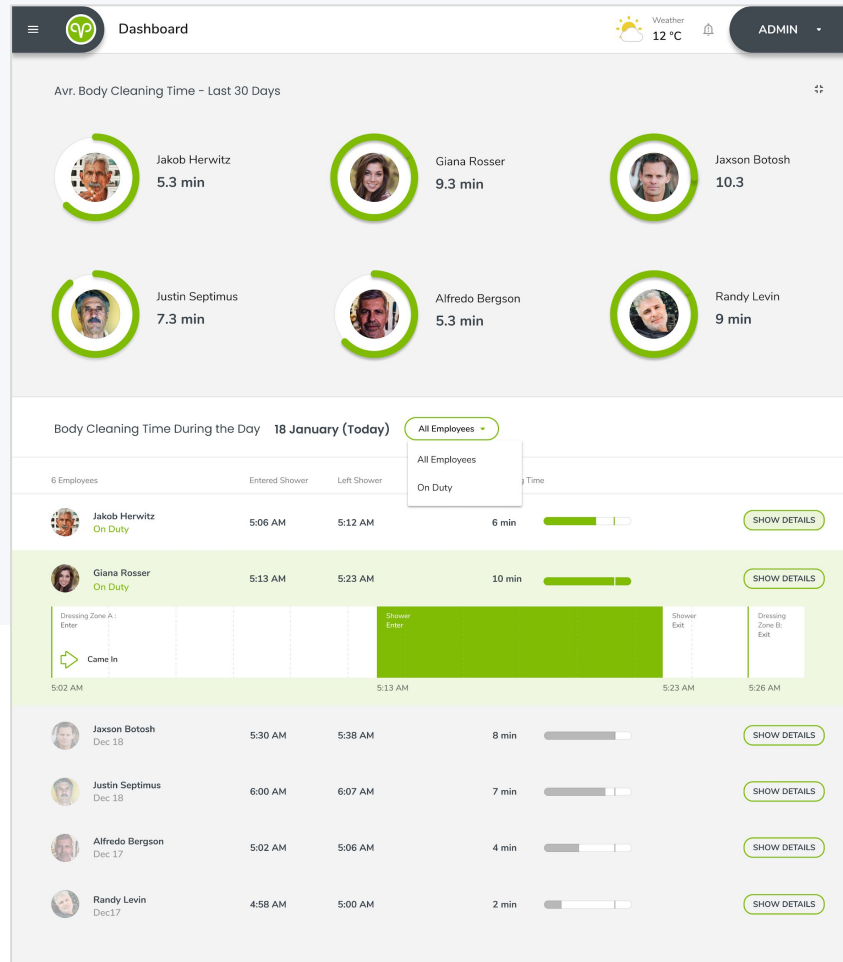 Dashboard
Weather
12 °C
ADMIN
Avr. Body Cleaning Time - Last 30 Days
Jakob Herwitz
5.3 min
Giana Rosser
9.3 min
Jaxson Botosh
10.3
Justin Septimus
7.3 min
Alfredo Bergson
5.3 min
Randy Levin
9 min
Body Cleaning Time During the Day 18 January (Today) All Employees
All Employees
On Duty
6 Employees Entered Shower Left Shower Time
Jakob Herwitz
On Duty
5:06 AM 5:12 AM 6 min SHOW DETAILS
Giana Rosser
On Duty
5:13 AM 5:23 AM 10 min SHOW DETAILS
Dressing Zone A :
Enter
Came In
Shower
Enter
Shower
Exit
Dressing
Zone B:
Exit
5:02 AM 5:13 AM 5:23 AM 5:26 AM
Jaxson Botosh
Dec 18
5:30 AM 5:38 AM 8 min SHOW DETAILS
Justin Septimus
Dec 18
6:00 AM 6:07 AM 7 min SHOW DETAILS
Alfredo Bergson
Dec 17
5:02 AM 5:06 AM 4 min SHOW DETAILS
Randy Levin
Dec17
4:58 AM 5:00 AM 2 min SHOW DETAILS